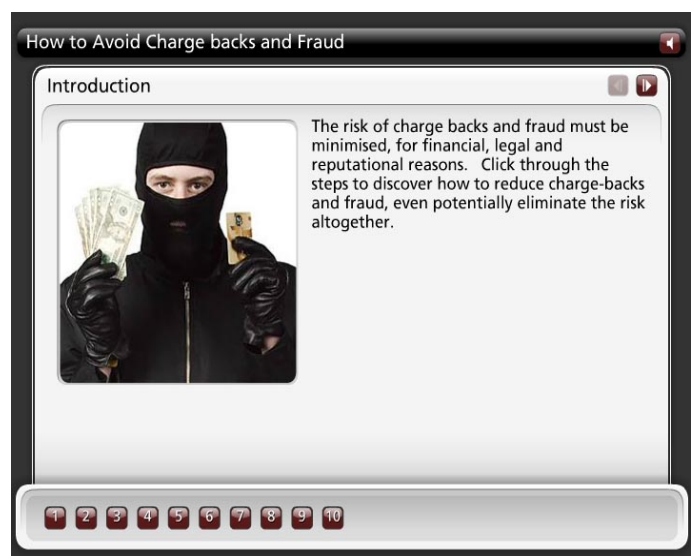 How to Avoid Charge backs and Fraud
Introduction
The risk of charge backs and fraud must be
minimised, for financial, legal and
reputational reasons.   Click through the
steps to discover how to reduce charge-backs
and fraud, even potentially eliminate the risk
altogether.
1 2 3 4 5 6 7 8 9 10